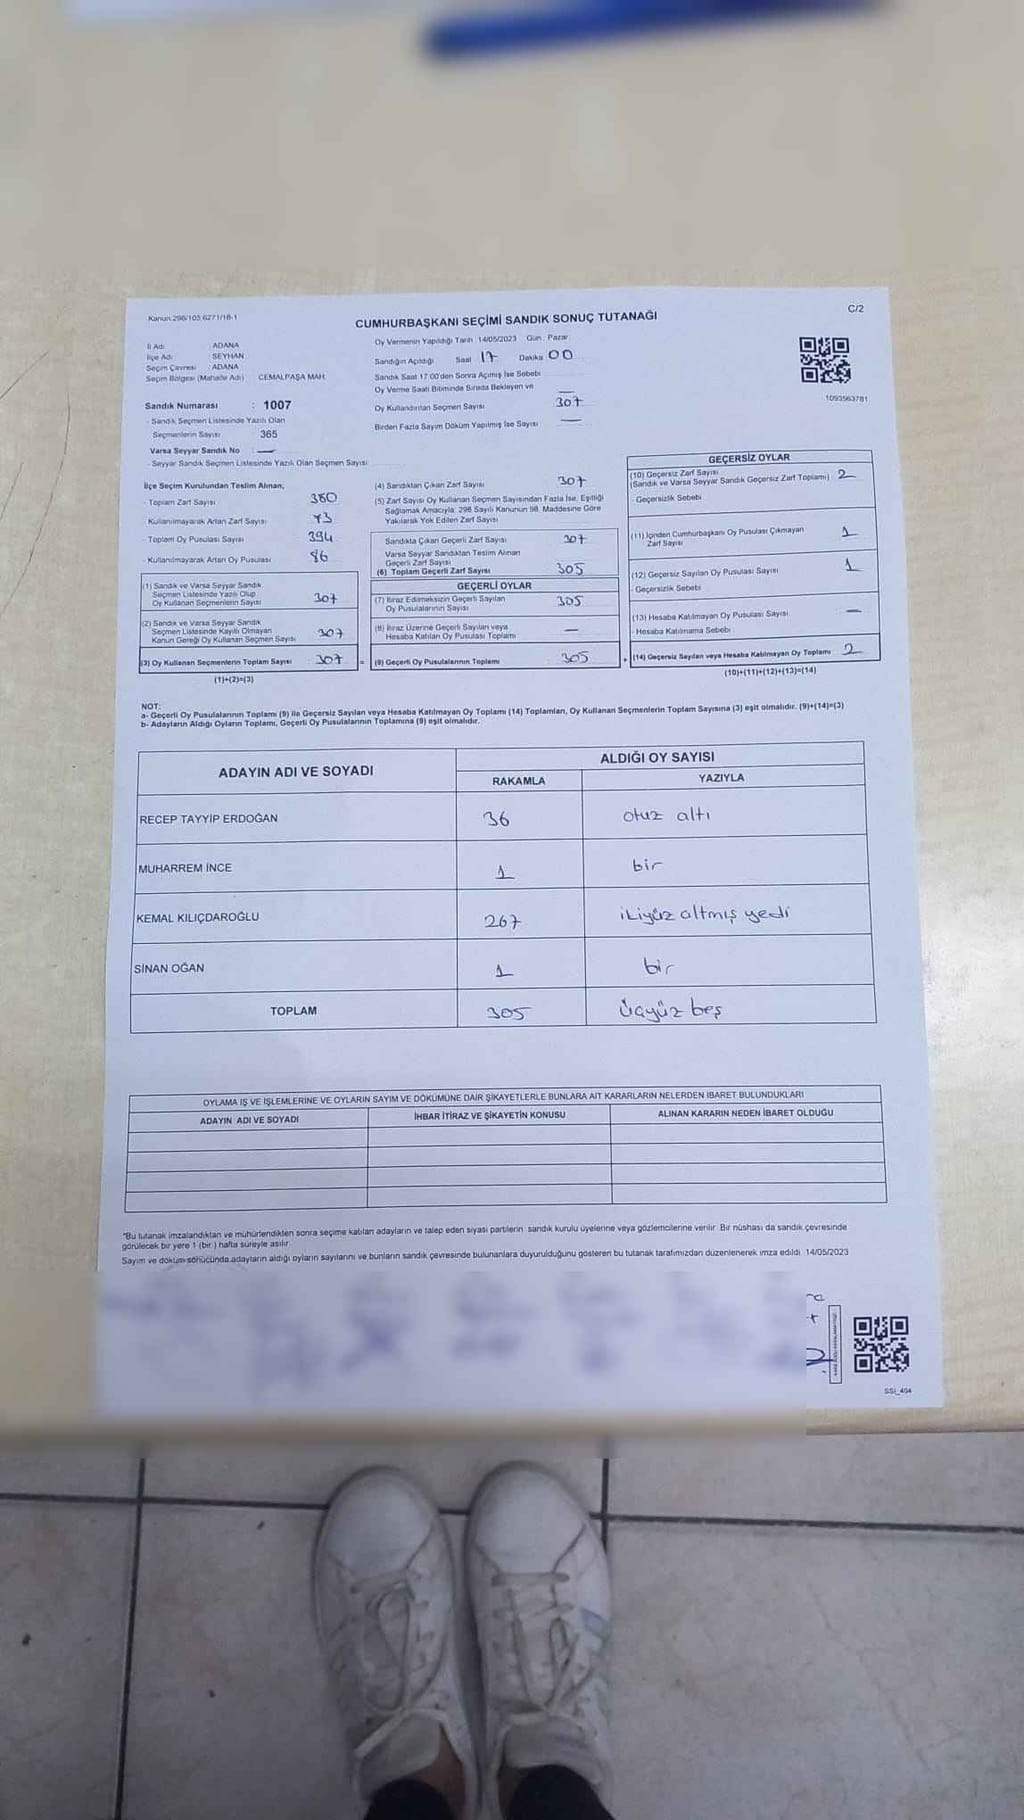 Kanun:298/103.6271/18-1
C/2
CUMHURBAŞKANI SEÇİMİ SANDIK SONUÇ TUTANAĞI
İl Adı ADANA
İlçe Adı SEYHAN
Seçim Çevresi : ADANA
Seçim Bölgesi (Mahalle Adı) CEMALPAŞA MAH.
Sandık Numarası : 1007
- Sandık Seçmen Listesinde Yazılı Olan
Seçmenlerin Sayısı 365
Varsa Seyyar Sandık No : —
- Seyyar Sandık Seçmen Listesinde Yazılı Olan Seçmen Sayısı
Oy Vermenin Yapıldığı Tarih 14/05/2023 Gün : Pazar
Sandığın Açıldığı Saat 17 Dakika 00
Sandık Saat 17:00'den Sonra Açılmış İse Sebebi
Oy Verme Saati Bitiminde Sırada Bekleyen ve —
Oy Kullandırılan Seçmen Sayısı 307
Birden Fazla Sayım Döküm Yapılmış İse Sayısı —
1093563781
İlçe Seçim Kurulundan Teslim Alınan;
- Toplam Zarf Sayısı 380
- Kullanılmayarak Artan Zarf Sayısı 73
- Toplam Oy Pusulası Sayısı 394
- Kullanılmayarak Artan Oy Pusulası 86
(1) Sandık ve Varsa Seyyar Sandık
Seçmen Listesinde Yazılı Olup
Oy Kullanan Seçmenlerin Sayısı 307
(2) Sandık ve Varsa Seyyar Sandık
Seçmen Listesinde Kayıtlı Olmayan
Kanun Gereği Oy Kullanan Seçmen Sayısı 307
(3) Oy Kullanan Seçmenlerin Toplam Sayısı 307 =
(1)+(2)=(3)
(4) Sandıktan Çıkan Zarf Sayısı 307
(5) Zarf Sayısı Oy Kullanan Seçmen Sayısından Fazla İse, Eşitliği
Sağlamak Amacıyla; 298 Sayılı Kanunun 98. Maddesine Göre
Yakılarak Yok Edilen Zarf Sayısı
Sandıkta Çıkan Geçerli Zarf Sayısı 307
Varsa Seyyar Sandıktan Teslim Alınan
Geçerli Zarf Sayısı
(6) Toplam Geçerli Zarf Sayısı 305
GEÇERLİ OYLAR
(7) İtiraz Edilmeksizin Geçerli Sayılan
Oy Pusulalarının Sayısı 305
(8) İtiraz Üzerine Geçerli Sayılan veya
Hesaba Katılan Oy Pusulası Toplamı —
(9) Geçerli Oy Pusulalarının Toplamı 305 +
GEÇERSİZ OYLAR
(10) Geçersiz Zarf Sayısı
(Sandık ve Varsa Seyyar Sandık Geçersiz Zarf Toplamı) 2
- Geçersizlik Sebebi
(11) İçinden Cumhurbaşkanı Oy Pusulası Çıkmayan
Zarf Sayısı 1
(12) Geçersiz Sayılan Oy Pusulası Sayısı 1
- Geçersizlik Sebebi
(13) Hesaba Katılmayan Oy Pusulası Sayısı —
- Hesaba Katılmama Sebebi
(14) Geçersiz Sayılan veya Hesaba Katılmayan Oy Toplamı 2
(10)+(11)+(12)+(13)=(14)
NOT:
a- Geçerli Oy Pusulalarının Toplamı (9) ile Geçersiz Sayılan veya Hesaba Katılmayan Oy Toplamı (14) Toplamları, Oy Kullanan Seçmenlerin Toplam Sayısına (3) eşit olmalıdır. (9)+(14)=(3)
b- Adayların Aldığı Oyların Toplamı, Geçerli Oy Pusulalarının Toplamına (9) eşit olmalıdır.
ADAYIN ADI VE SOYADI
ALDIĞI OY SAYISI
RAKAMLA YAZIYLA
RECEP TAYYİP ERDOĞAN 36 otuz altı
MUHARREM İNCE 1 bir
KEMAL KILIÇDAROĞLU 267 ikiyüz altmış yedi
SİNAN OĞAN 1 bir
TOPLAM 305 üçyüz beş
OYLAMA İŞ VE İŞLEMLERİNE VE OYLARIN SAYIM VE DÖKÜMÜNE DAİR ŞİKAYETLERLE BUNLARA AİT KARARLARIN NELERDEN İBARET BULUNDUKLARI
ADAYIN ADI VE SOYADI İHBAR İTİRAZ VE ŞİKAYETİN KONUSU ALINAN KARARIN NEDEN İBARET OLDUĞU
*Bu tutanak imzalandıktan ve mühürlendikten sonra seçime katılan adayların ve talep eden siyasi partilerin sandık kurulu üyelerine veya gözlemcilerine verilir. Bir nüshası da sandık çevresinde
görülecek bir yere 1 (bir) hafta süreyle asılır.
Sayım ve döküm sonucunda adayların aldığı oyların sayılarını ve bunların sandık çevresinde bulunanlara duyurulduğunu gösteren bu tutanak tarafımızdan düzenlenerek imza edildi. 14/05/2023
SSI_404